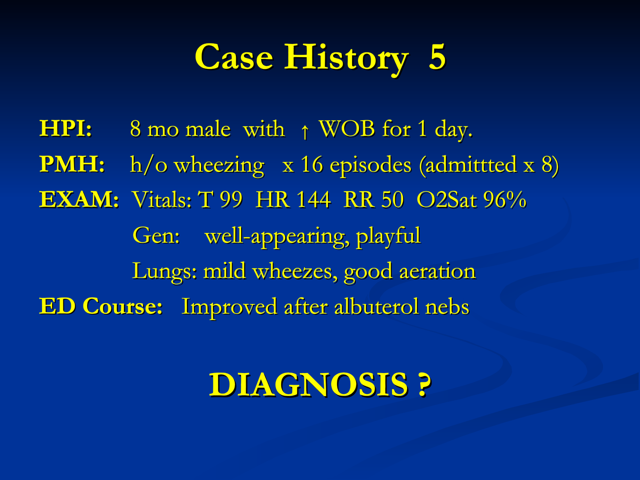 Case History 5
HPI: 8 mo male with ↑ WOB for 1 day.
PMH: h/o wheezing x 16 episodes (admittted x 8)
EXAM: Vitals: T 99 HR 144 RR 50 O2Sat 96%
Gen: well-appearing, playful
Lungs: mild wheezes, good aeration
ED Course: Improved after albuterol nebs
DIAGNOSIS ?